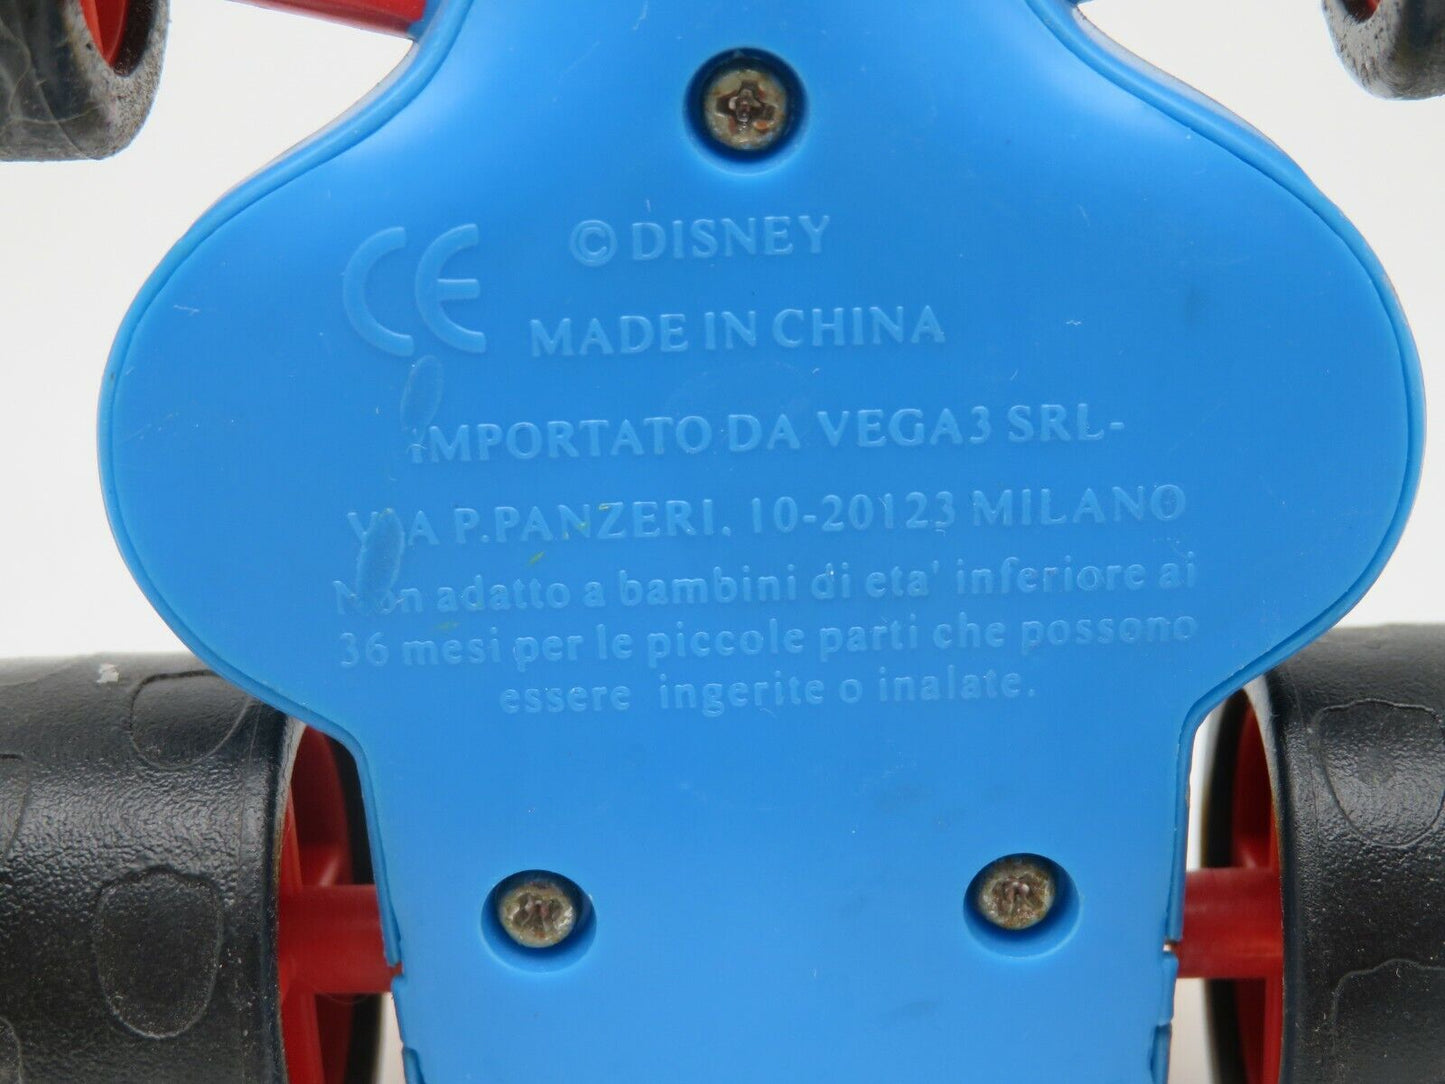 CE
© DISNEY
MADE IN CHINA
IMPORTATO DA VEGA3 SRL-
VIA P.PANZERI, 10-20123 MILANO
Non adatto a bambini di eta' inferiore ai
36 mesi per le piccole parti che possono
essere ingerite o inalate.